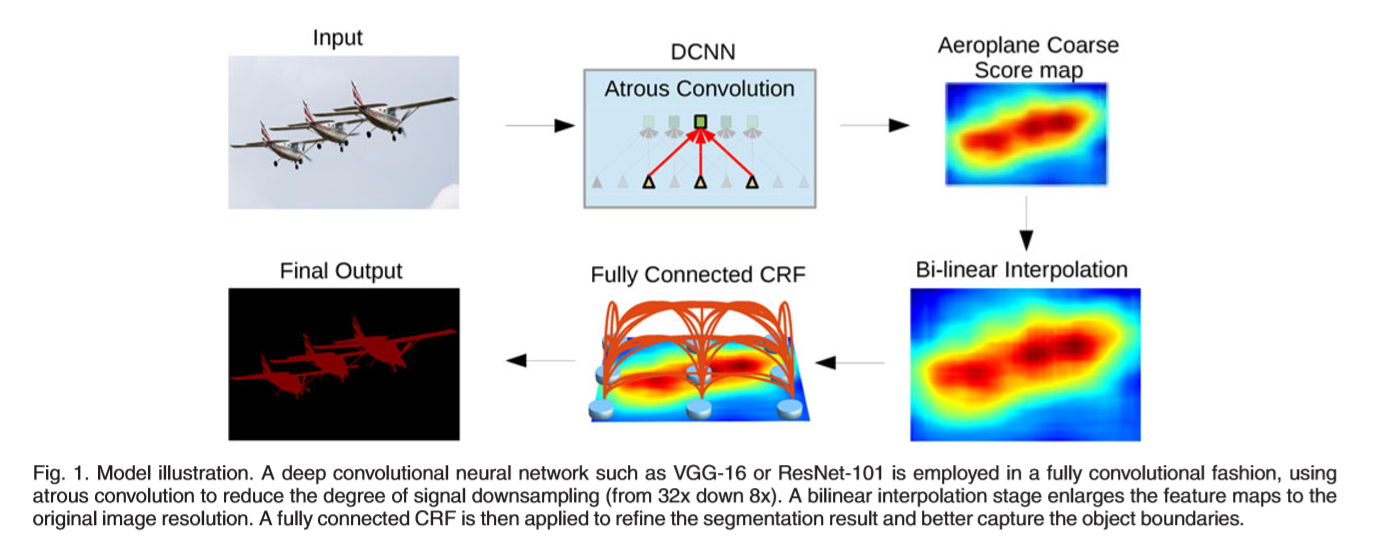 Input
DCNN
Atrous Convolution
Aeroplane Coarse
Score map
Final Output
Fully Connected CRF
Bi-linear Interpolation
Fig. 1. Model illustration. A deep convolutional neural network such as VGG-16 or ResNet-101 is employed in a fully convolutional fashion, using
atrous convolution to reduce the degree of signal downsampling (from 32x down 8x). A bilinear interpolation stage enlarges the feature maps to the
original image resolution. A fully connected CRF is then applied to refine the segmentation result and better capture the object boundaries.